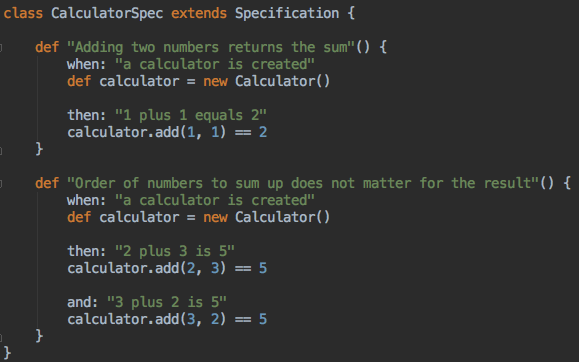 class CalculatorSpec extends Specification {
def "Adding two numbers returns the sum"() {
when: "a calculator is created"
def calculator = new Calculator()
then: "1 plus 1 equals 2"
calculator.add(1, 1) == 2
}
def "Order of numbers to sum up does not matter for the result"() {
when: "a calculator is created"
def calculator = new Calculator()
then: "2 plus 3 is 5"
calculator.add(2, 3) == 5
and: "3 plus 2 is 5"
calculator.add(3, 2) == 5
}
}